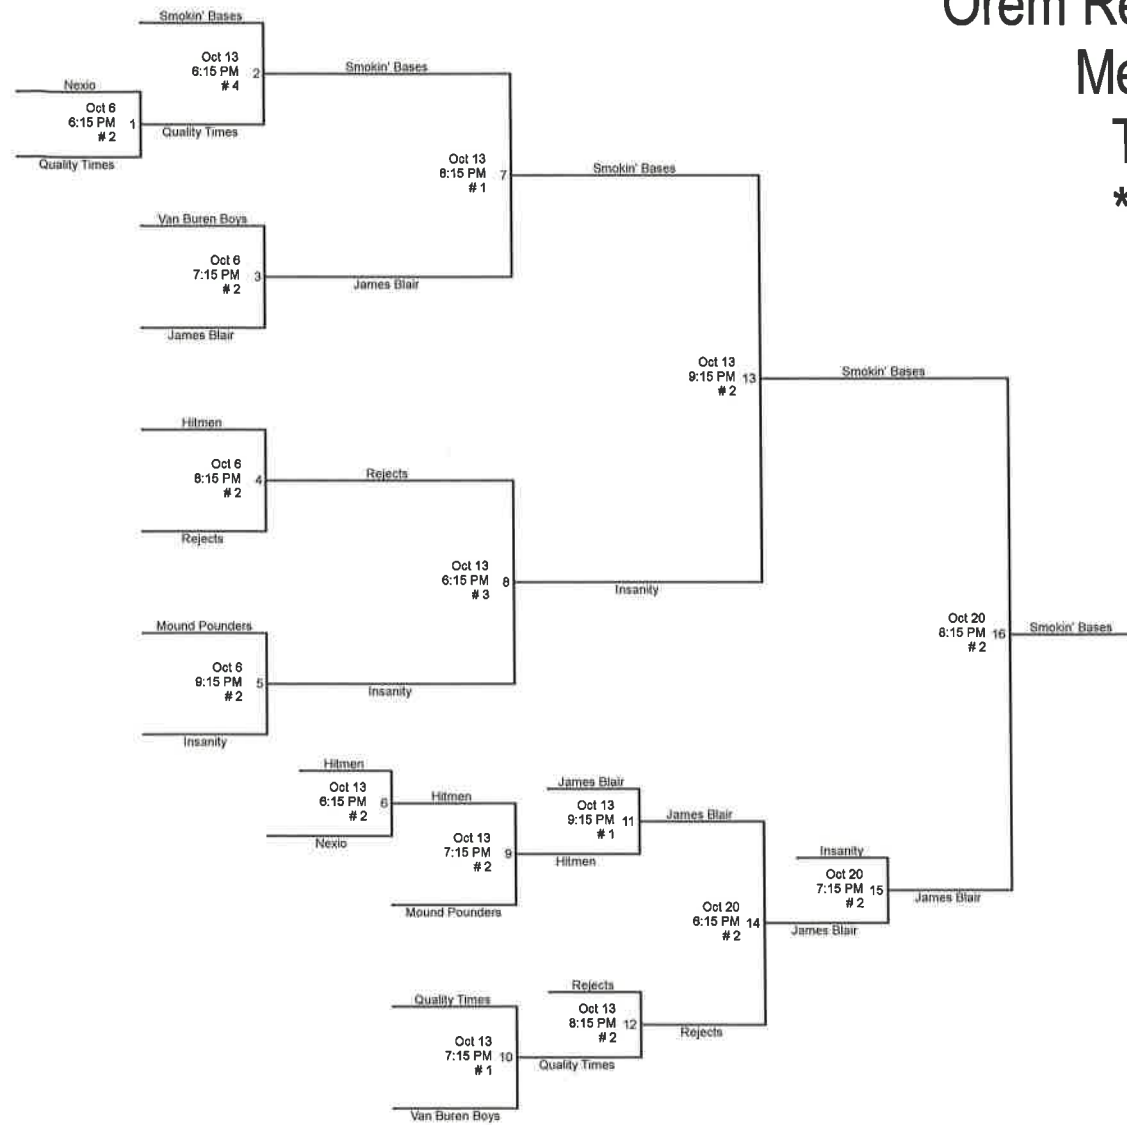 Orem Re
Me
T
*
Smokin' Bases
Oct 13
6:15 PM 2
# 4
Smokin' Bases
Nexio
Oct 6
6:15 PM 1
# 2
Quality Times
Quality Times
Oct 13
8:15 PM 7
# 1
Smokin' Bases
Van Buren Boys
Oct 6
7:15 PM 3
# 2
James Blair
James Blair
Oct 13
9:15 PM 13
# 2
Smokin' Bases
Hitmen
Oct 6
8:15 PM 4
# 2
Rejects
Rejects
Oct 13
6:15 PM 8
# 3
Insanity
Mound Pounders
Oct 6
9:15 PM 5
# 2
Insanity
Insanity
Oct 20
8:15 PM 16
# 2
Smokin' Bases
Hitmen
Oct 13
6:15 PM 6
# 2
Nexio
Hitmen
Oct 13
7:15 PM 9
# 2
Mound Pounders
James Blair
Oct 13
9:15 PM 11
# 1
Hitmen
James Blair
Oct 20
6:15 PM 14
# 2
Insanity
Oct 20
7:15 PM 15
# 2
James Blair
James Blair
Quality Times
Oct 13
7:15 PM 10
# 1
Van Buren Boys
Rejects
Oct 13
8:15 PM 12
# 2
Quality Times
Rejects